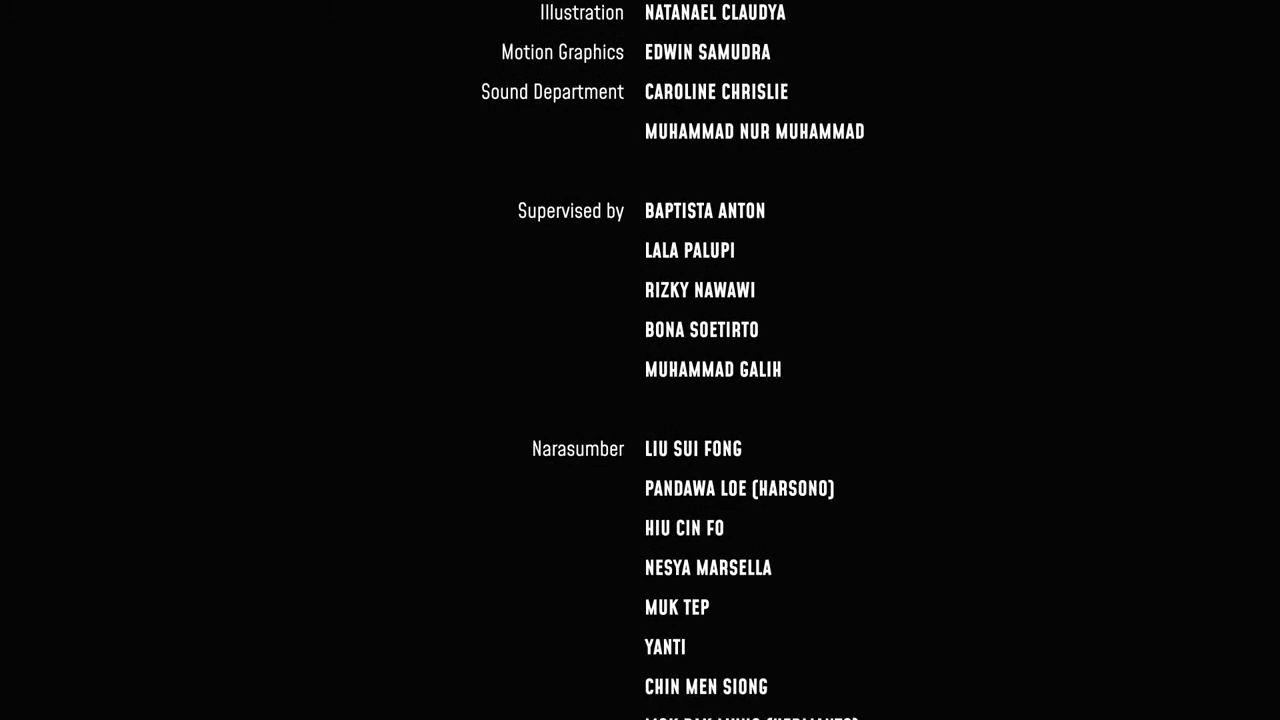 Illustration NATANAEL CLAUDYA
Motion Graphics EDWIN SAMUDRA
Sound Department CAROLINE CHRISLIE
MUHAMMAD NUR MUHAMMAD
Supervised by BAPTISTA ANTON
LALA PALUPI
RIZKY NAWAWI
BONA SOETIRTO
MUHAMMAD GALIH
Narasumber LIU SUI FONG
PANDAWA LOE (HARSONO)
HIU CIN FO
NESYA MARSELLA
MUK TEP
YANTI
CHIN MEN SIONG